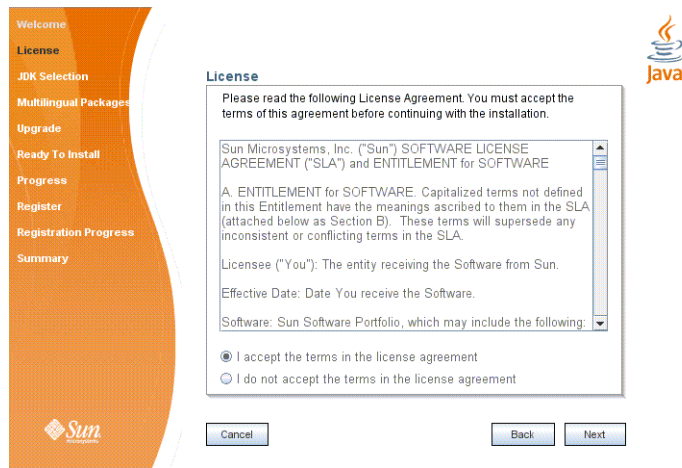 Welcome
License
JDK Selection
Multilingual Packages
Upgrade
Ready To Install
Progress
Register
Registration Progress
Summary
Sun
microsystems
Java
License
Please read the following License Agreement. You must accept the
terms of this agreement before continuing with the installation.
Sun Microsystems, Inc. ("Sun") SOFTWARE LICENSE
AGREEMENT ("SLA") and ENTITLEMENT for SOFTWARE
A. ENTITLEMENT for SOFTWARE. Capitalized terms not defined
in this Entitlement have the meanings ascribed to them in the SLA
(attached below as Section B). These terms will supersede any
inconsistent or conflicting terms in the SLA.
Licensee ("You"): The entity receiving the Software from Sun.
Effective Date: Date You receive the Software.
Software: Sun Software Portfolio, which may include the following:
I accept the terms in the license agreement
I do not accept the terms in the license agreement
Cancel
Back
Next